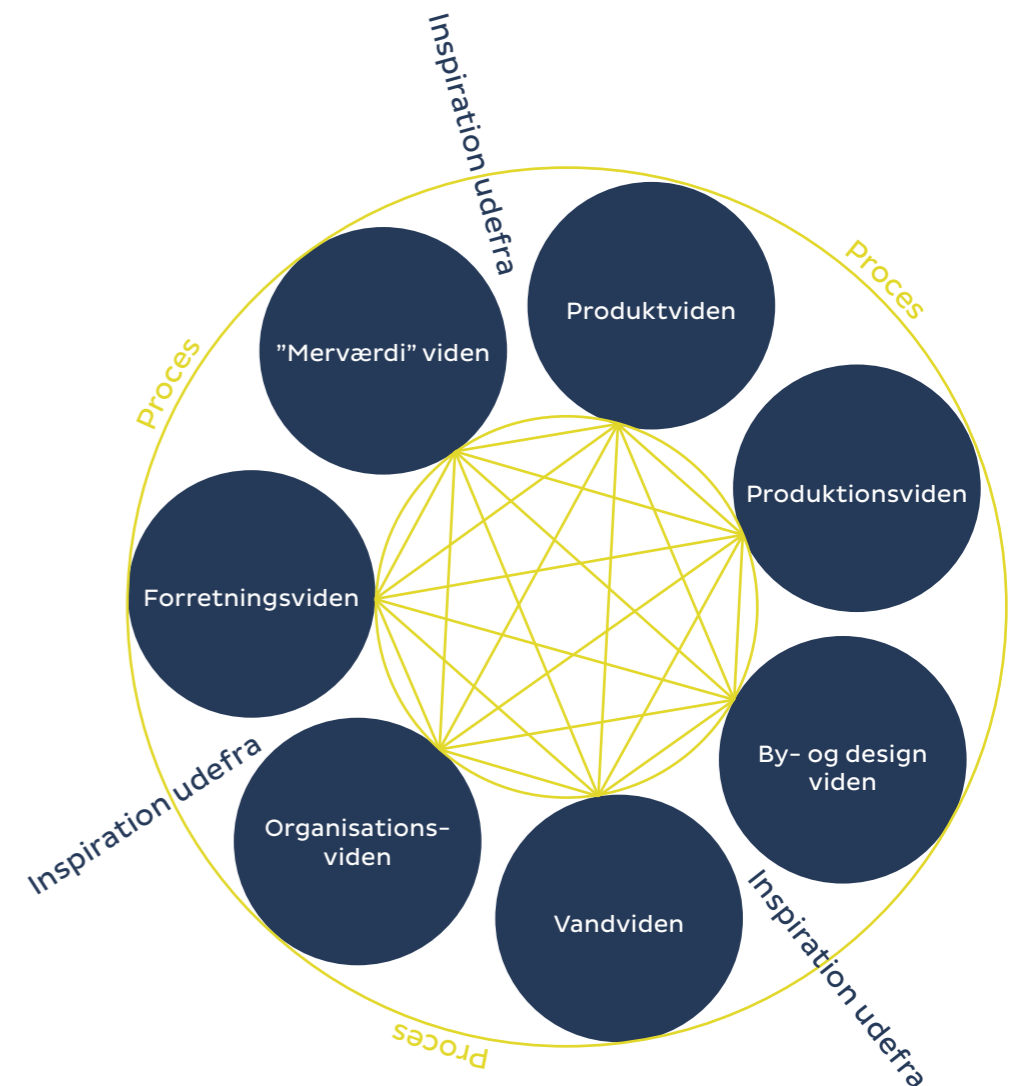 Inspiration udefra
Proces
Produktviden
"Merværdi" viden
Proces
Produktionsviden
Forretningsviden
By- og design
viden
Inspiration udefra
Organisations-
viden
Vandviden
Inspiration udefra
Proces